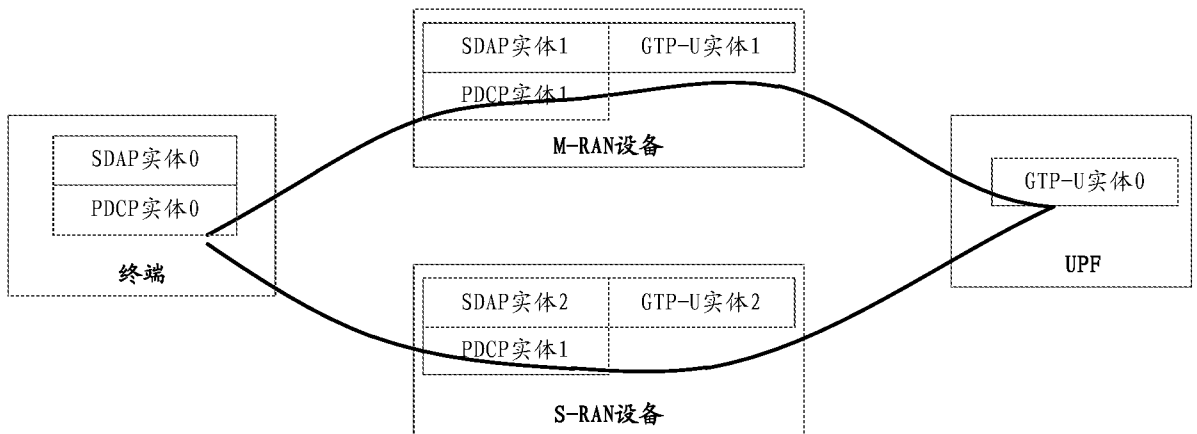 SDAP实体1 GTP-U实体1
PDCP实体1
M-RAN设备
SDAP实体0
PDCP实体0
终端
GTP-U实体0
UPF
SDAP实体2 GTP-U实体2
PDCP实体1
S-RAN设备